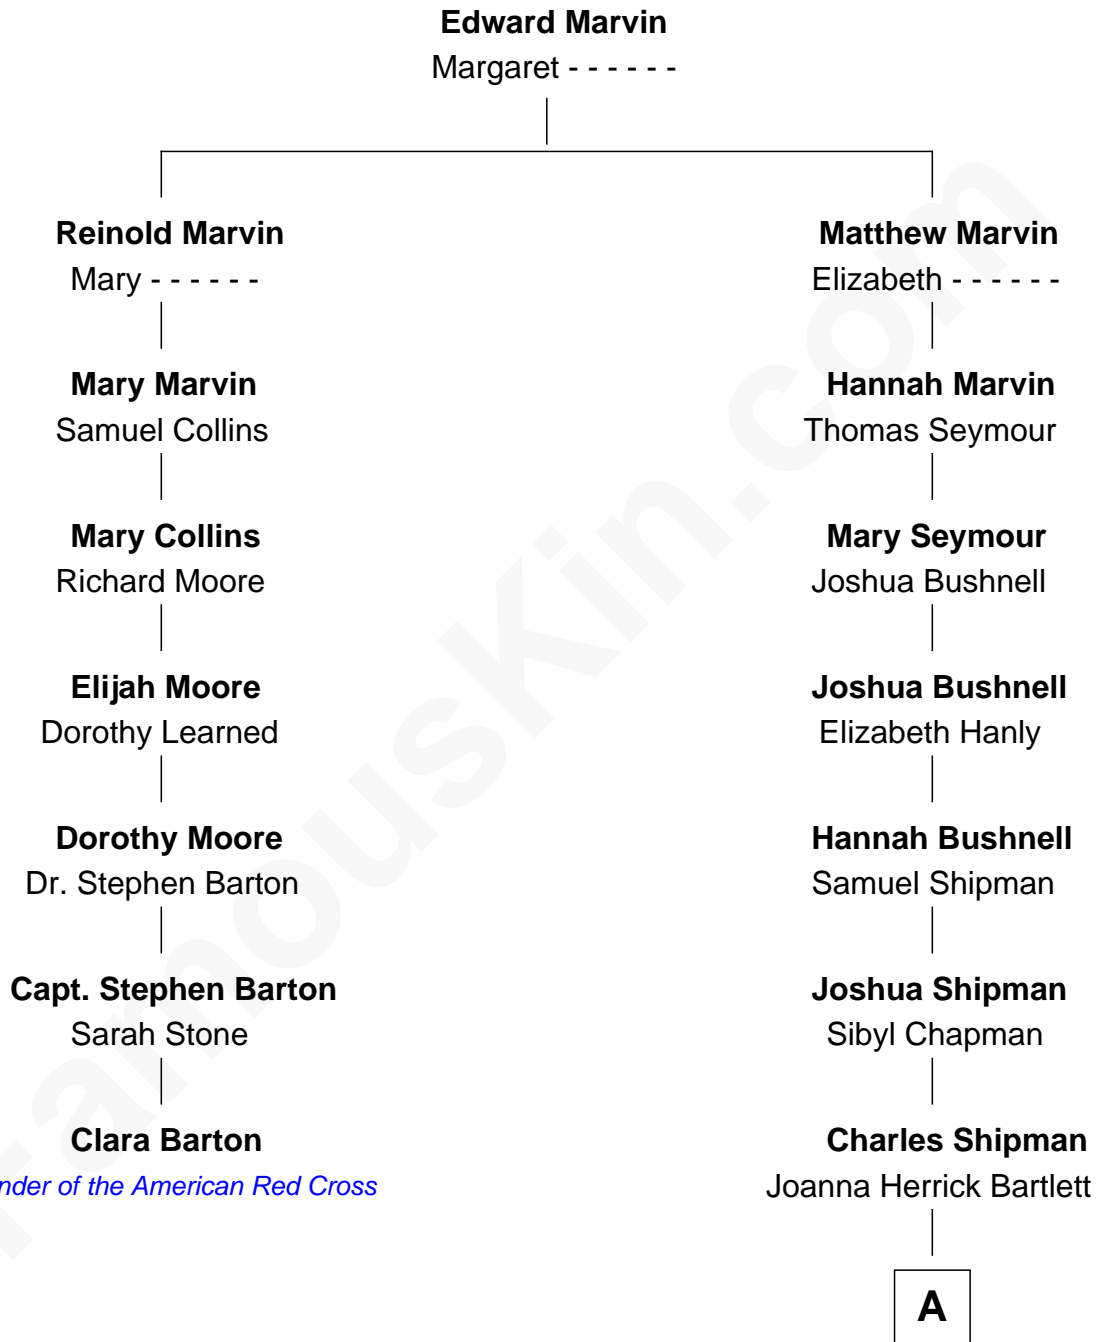 Edward Marvin
Margaret - - - - - -
Reinold Marvin
Mary - - - - - -
Matthew Marvin
Elizabeth - - - - - -
Mary Marvin
Samuel Collins
Hannah Marvin
Thomas Seymour
Mary Collins
Richard Moore
Mary Seymour
Joshua Bushnell
Elijah Moore
Dorothy Learned
Joshua Bushnell
Elizabeth Hanly
Dorothy Moore
Dr. Stephen Barton
Hannah Bushnell
Samuel Shipman
Capt. Stephen Barton
Sarah Stone
Joshua Shipman
Sibyl Chapman
Clara Barton
nder of the American Red Cross
Charles Shipman
Joanna Herrick Bartlett
A
FamousKin.com